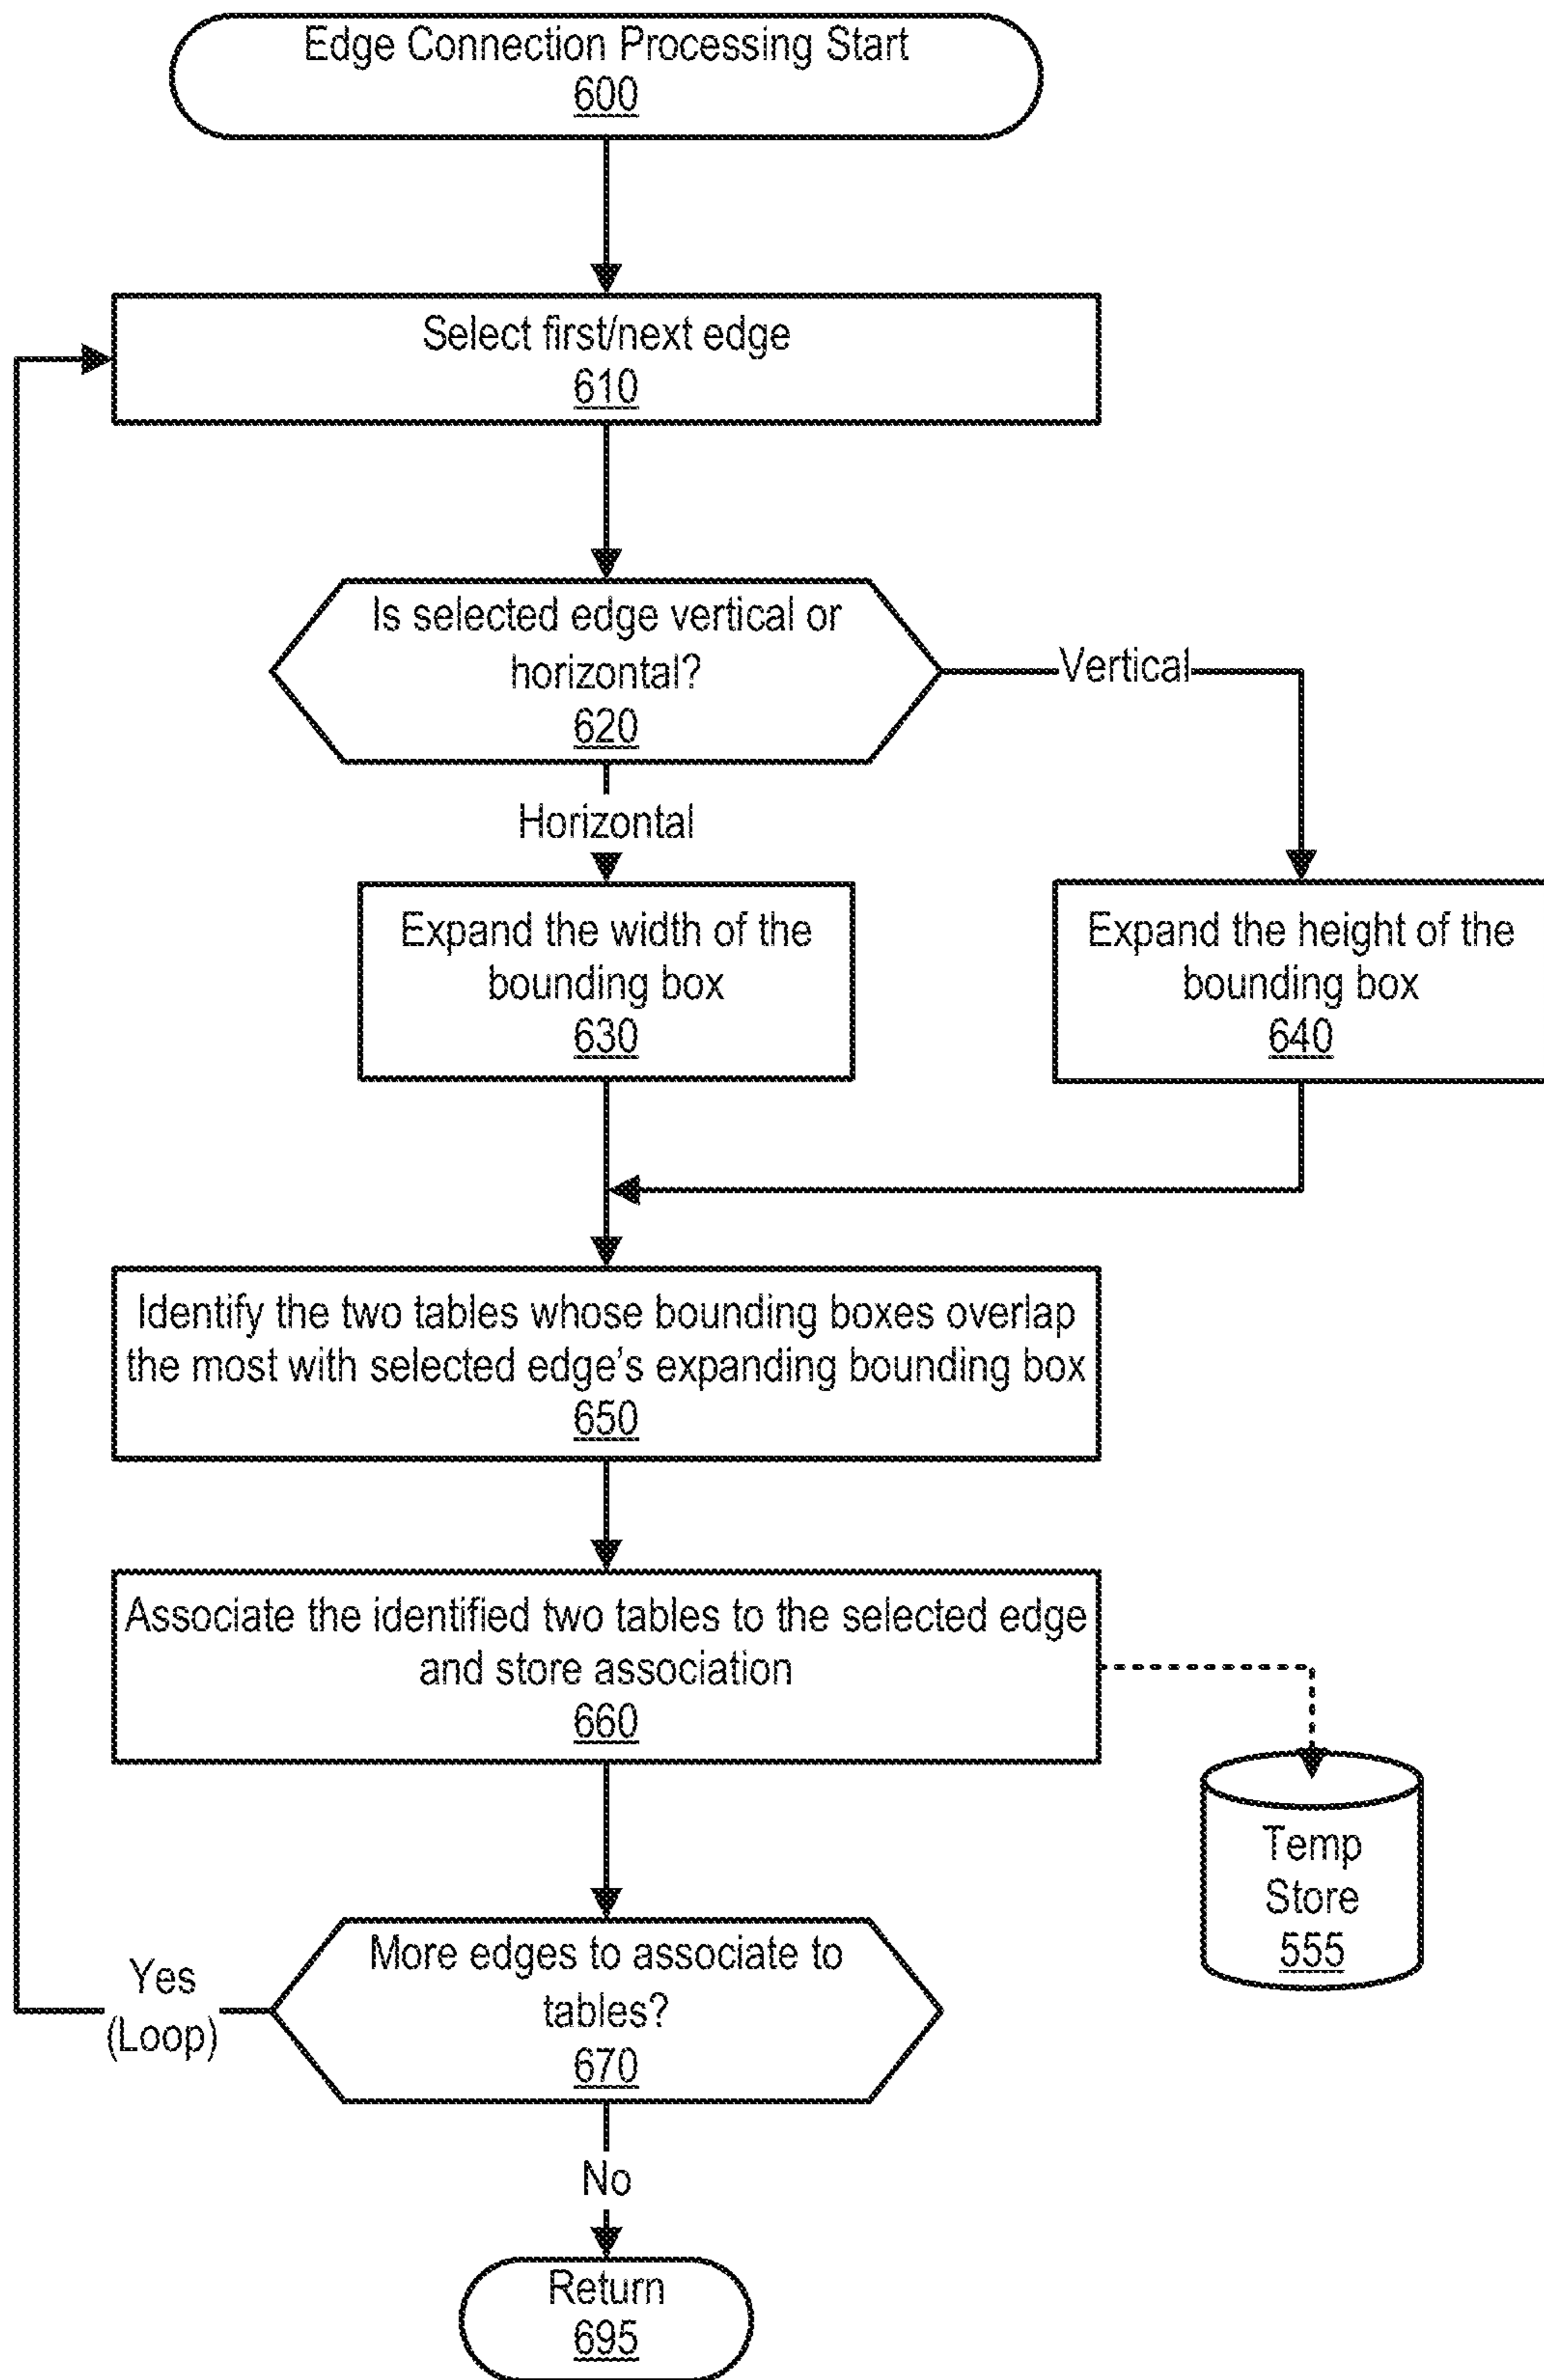 Edge Connection Processing Start
600
Select first/next edge
610
Is selected edge vertical or
horizontal?
620
Vertical
Horizontal
Expand the width of the
bounding box
630
Expand the height of the
bounding box
640
Identify the two tables whose bounding boxes overlap
the most with selected edge's expanding bounding box
650
Associate the identified two tables to the selected edge
and store association
660
Temp
Store
555
More edges to associate to
tables?
670
Yes
(Loop)
No
Return
695